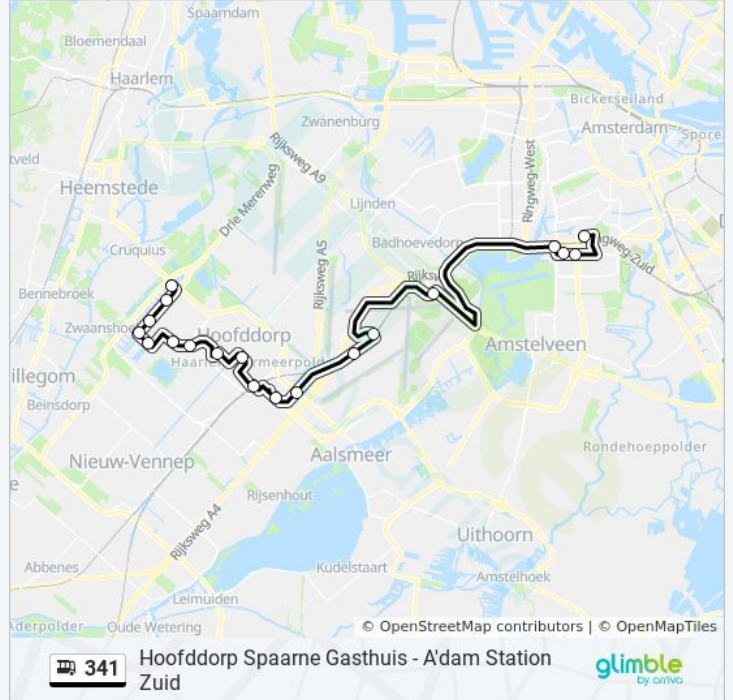 Spaarndam
Bloemendaal
Haarlem
Bickerseiland
Zwanenburg
Amsterdam
Spore
tveld
Rijksweg A9
Ringweg-West
Heemstede
Drie Merenweg
Lijnden
Cruquius
Badhoevedorp
ngweg-Zuid
Rijksweg A5
Rijksw
Bennebroek
Zwaanshoe
Hoofddorp
Amstelveen
Haarlemmermeerpold
illegom
Beinsdorp
Rondehoeppolder
Aalsmeer
Nieuw-Vennep
e
Rijsenhout
Rijksweg A4
Uithoorn
Abbenes
Kudelstaart
Amstelhoek
Leimuiden
Aderpolder
Oude Wetering
© OpenStreetMap contributors | © OpenMapTiles
341
Hoofddorp Spaarne Gasthuis - A'dam Station
Zuid
glimble
by arriva